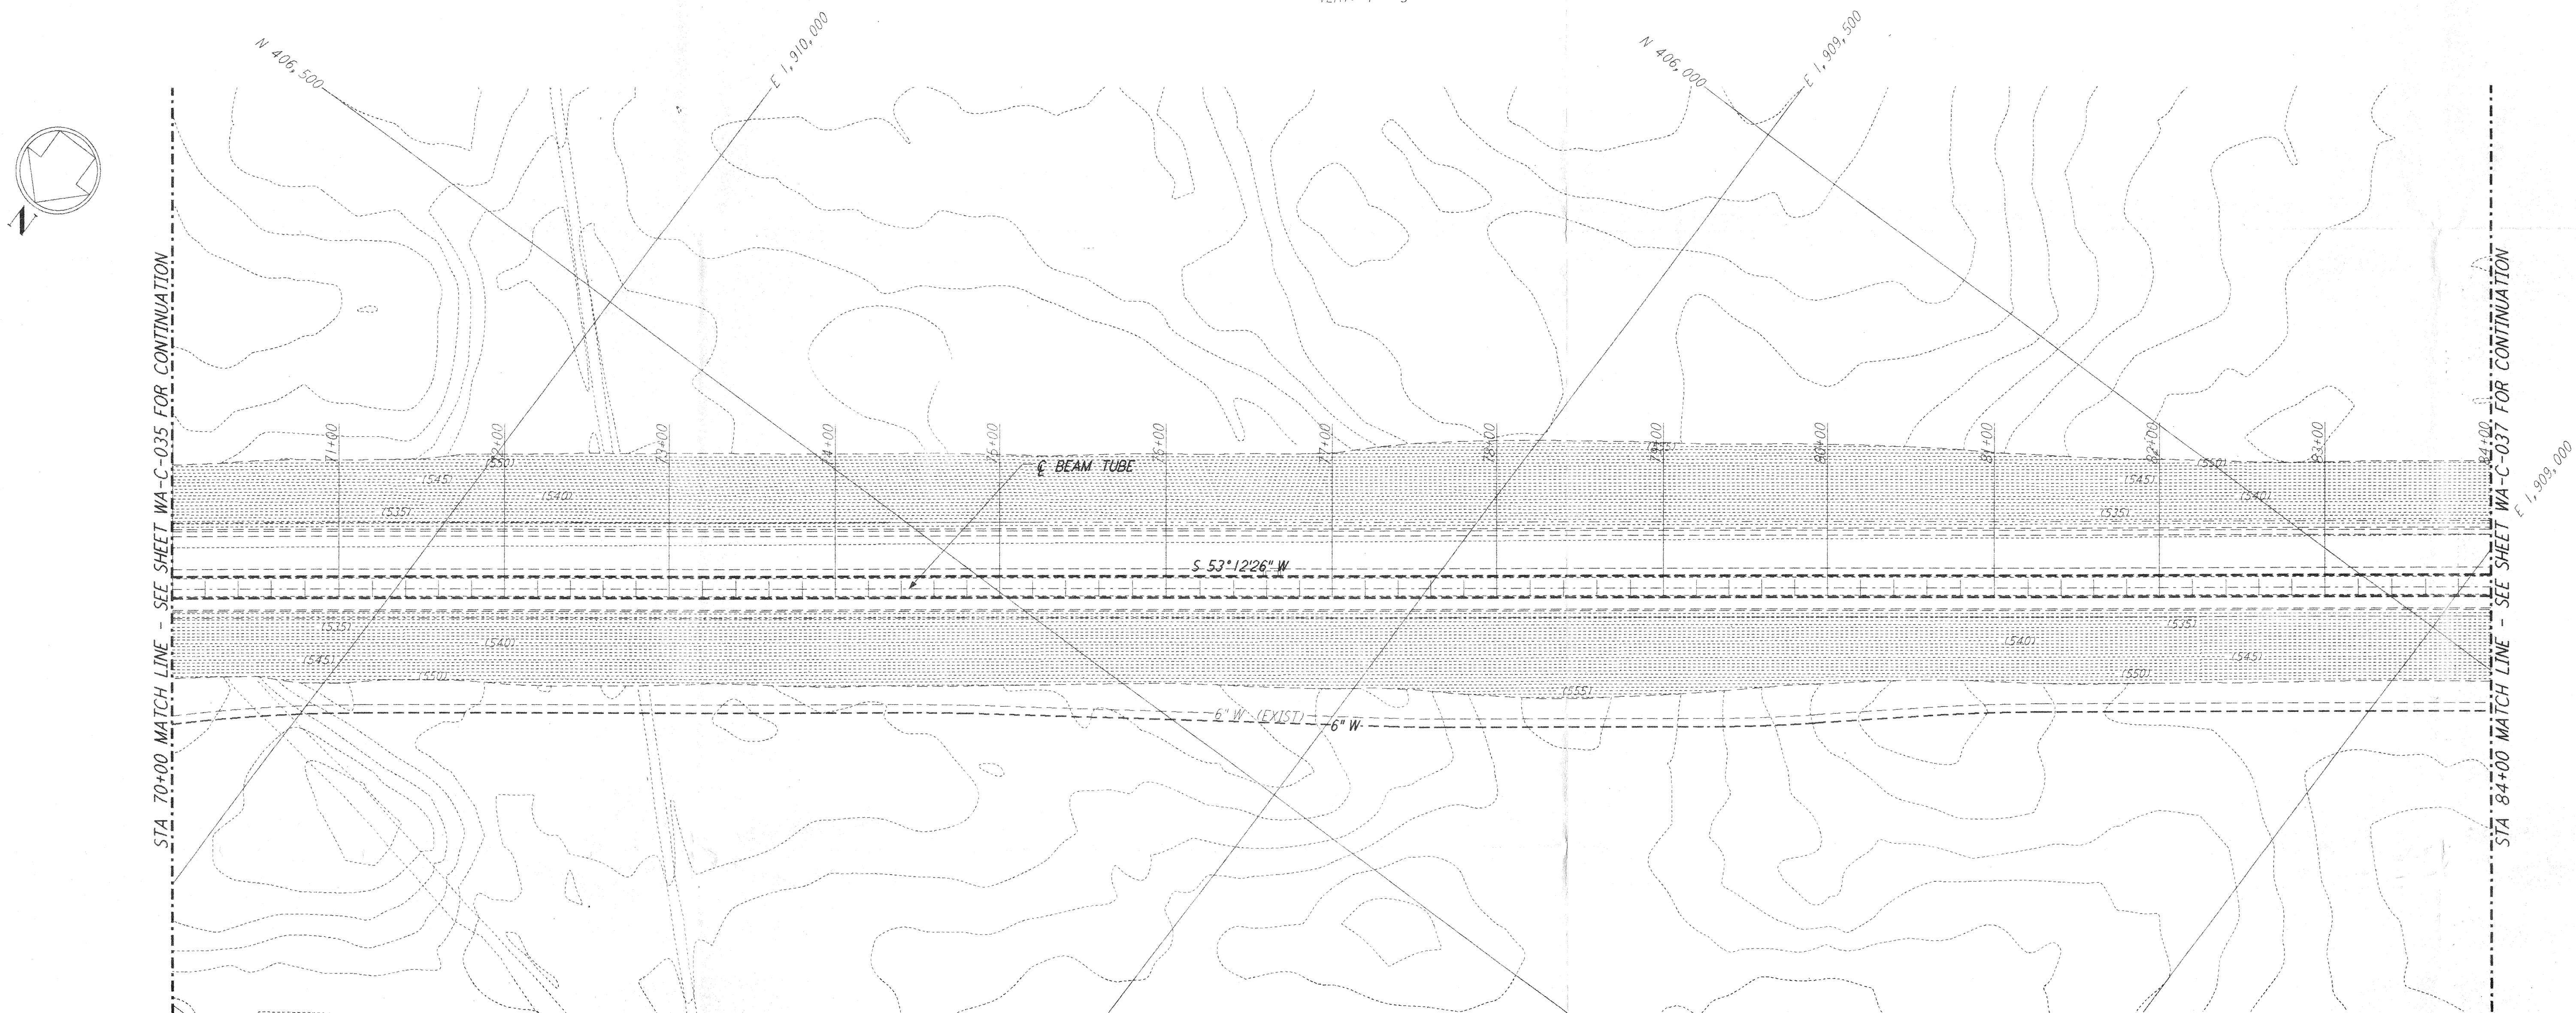 N 406,500
E 1,910,000
N 406,000
E 1,909,500
N
STA 70+00 MATCH LINE - SEE SHEET WA-C-035 FOR CONTINUATION
71+00
72+00
73+00
74+00
75+00
76+00
77+00
78+00
79+00
80+00
81+00
82+00
83+00
84+00
(550)
(545)
(540)
(535)
℄ BEAM TUBE
(555)
(550)
(545)
(540)
(535)
S 53°12'26" W
(535)
(540)
(545)
(550)
(535)
(540)
(545)
(550)
(555)
6" W (EXIST)
6" W
STA 84+00 MATCH LINE - SEE SHEET WA-C-037 FOR CONTINUATION
E 1,909,000